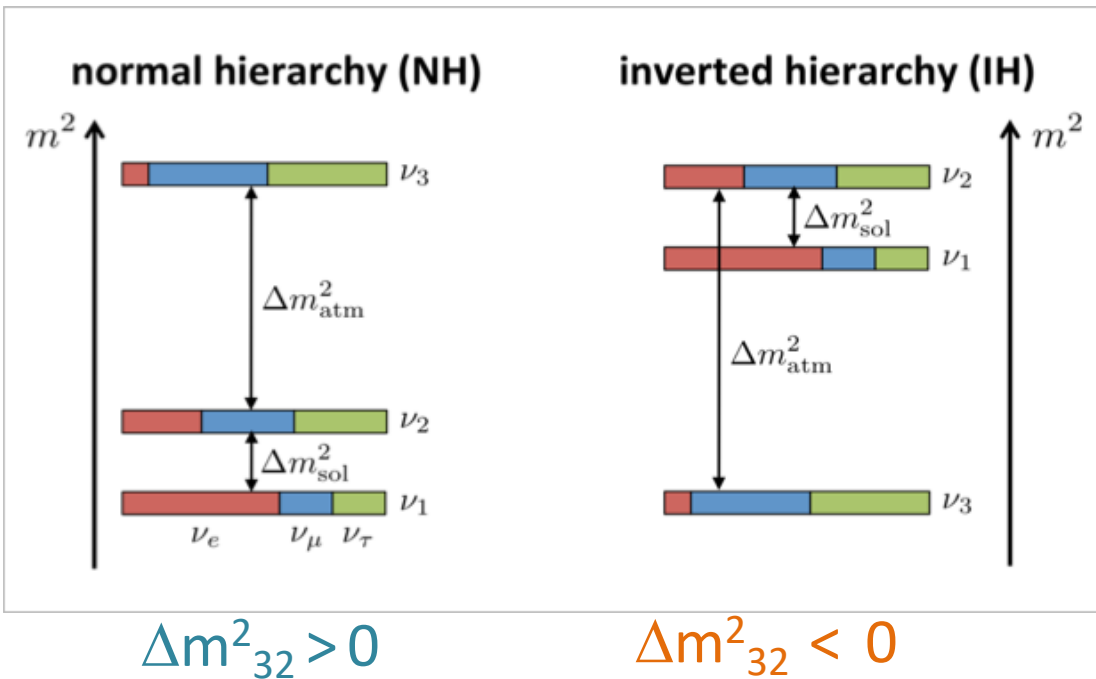 normal hierarchy (NH)
inverted hierarchy (IH)
m²
m²
ν₃
ν₂
Δm²sol
ν₁
Δm²atm
Δm²atm
ν₂
Δm²sol
ν₁
ν₃
νₑ νμ ντ
Δm²₃₂ > 0
Δm²₃₂ < 0